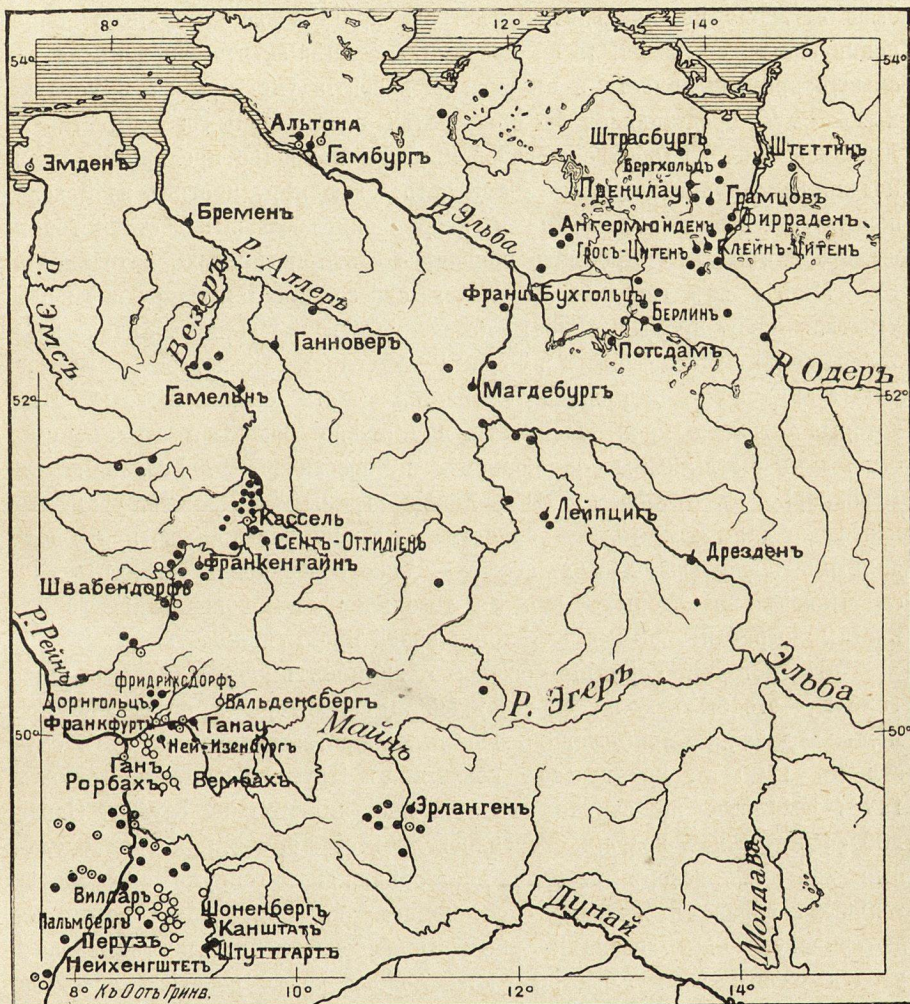 8° 12° 14°
54° 54°
АЛЬТОНА
ГАМБУРГЪ
ШТРАСБУРГЪ
ШТЕТТИНЪ
ЭМДЕНЪ
БЕРГХОЛЬЦЪ
ПРЕНЦЛАУ
ГРАМЦОВЪ
БРЕМЕНЪ
Р. ЭЛЬБА
ФИРРАДЕНЪ
АНГЕРМЮНДЕНЪ
ГРОСЪ-ЦИТЕНЪ
КЛЕЙНЪ-ЦИТЕНЪ
Р. ЭМСЪ
Р. АЛЛЕРЪ
ВЕЗЕРЪ
ФРАНЦЪ БУХГОЛЬЦЪ
БЕРЛИНЪ
ГАННОВЕРЪ
ПОТСДАМЪ
Р. ОДЕРЪ
52° 52°
ГАМЕЛЬНЪ
МАГДЕБУРГЪ
КАССЕЛЬ
ЛЕЙПЦИГЪ
СЕНТЪ-ОТТИЛІЕНЪ
ДРЕЗДЕНЪ
ФРАНКЕНГАЙНЪ
ШВАБЕНДОРФЪ
Р. РЕЙНЪ
ЭЛЬБА
ФРИДРИКСДОРФЪ
ДОРНГОЛЬЦЪ
ВАЛЬДЕНСБЕРГЪ
Р. ЭГЕРЪ
ФРАНКФУРТЪ
ГАНАУ
МАЙНЪ
50° 50°
НЕЙ-ИЗЕНБУРГЪ
ГАНЪ
РОРБАХЪ
ВЕМБАХЪ
ЭРЛАНГЕНЪ
МОЛДАВА
ВИЛЛАРЪ
ПАЛЬМБЕРГЪ
ШОНЕНБЕРГЪ
ДУНАЙ
КАНШТАТЪ
ПЕРУЗЪ
ШТУТТГАРТЪ
НЕЙХЕНГШТЕТЪ
8° Къ О отъ Гринв. 10° 12° 14°